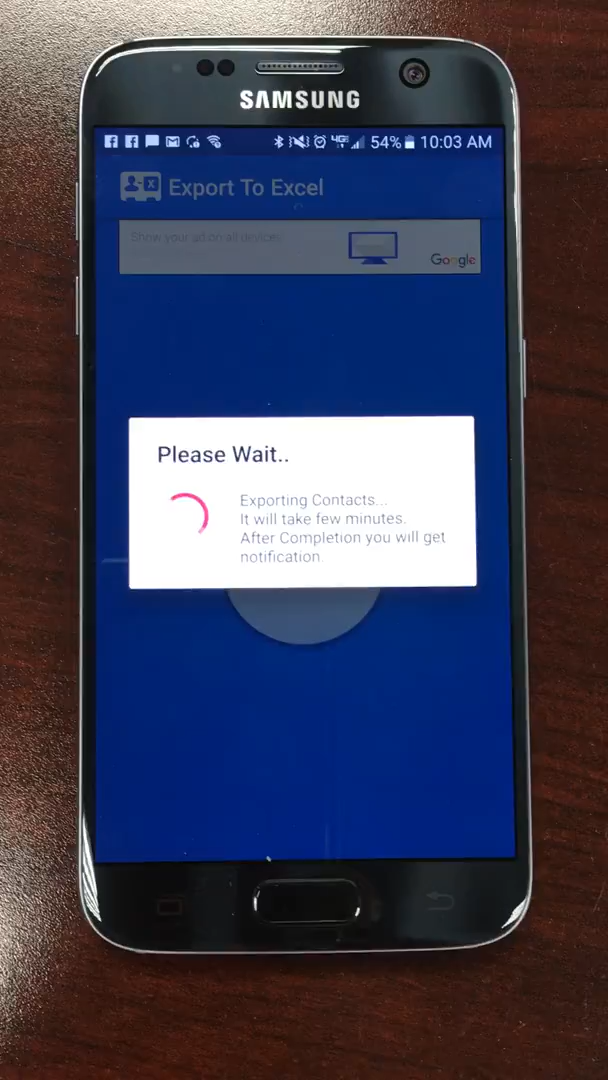 SAMSUNG
54% 10:03 AM
Export To Excel
Show your ad on all devices.
Google
Please Wait..
Exporting Contacts...
It will take few minutes.
After Completion you will get
notification.